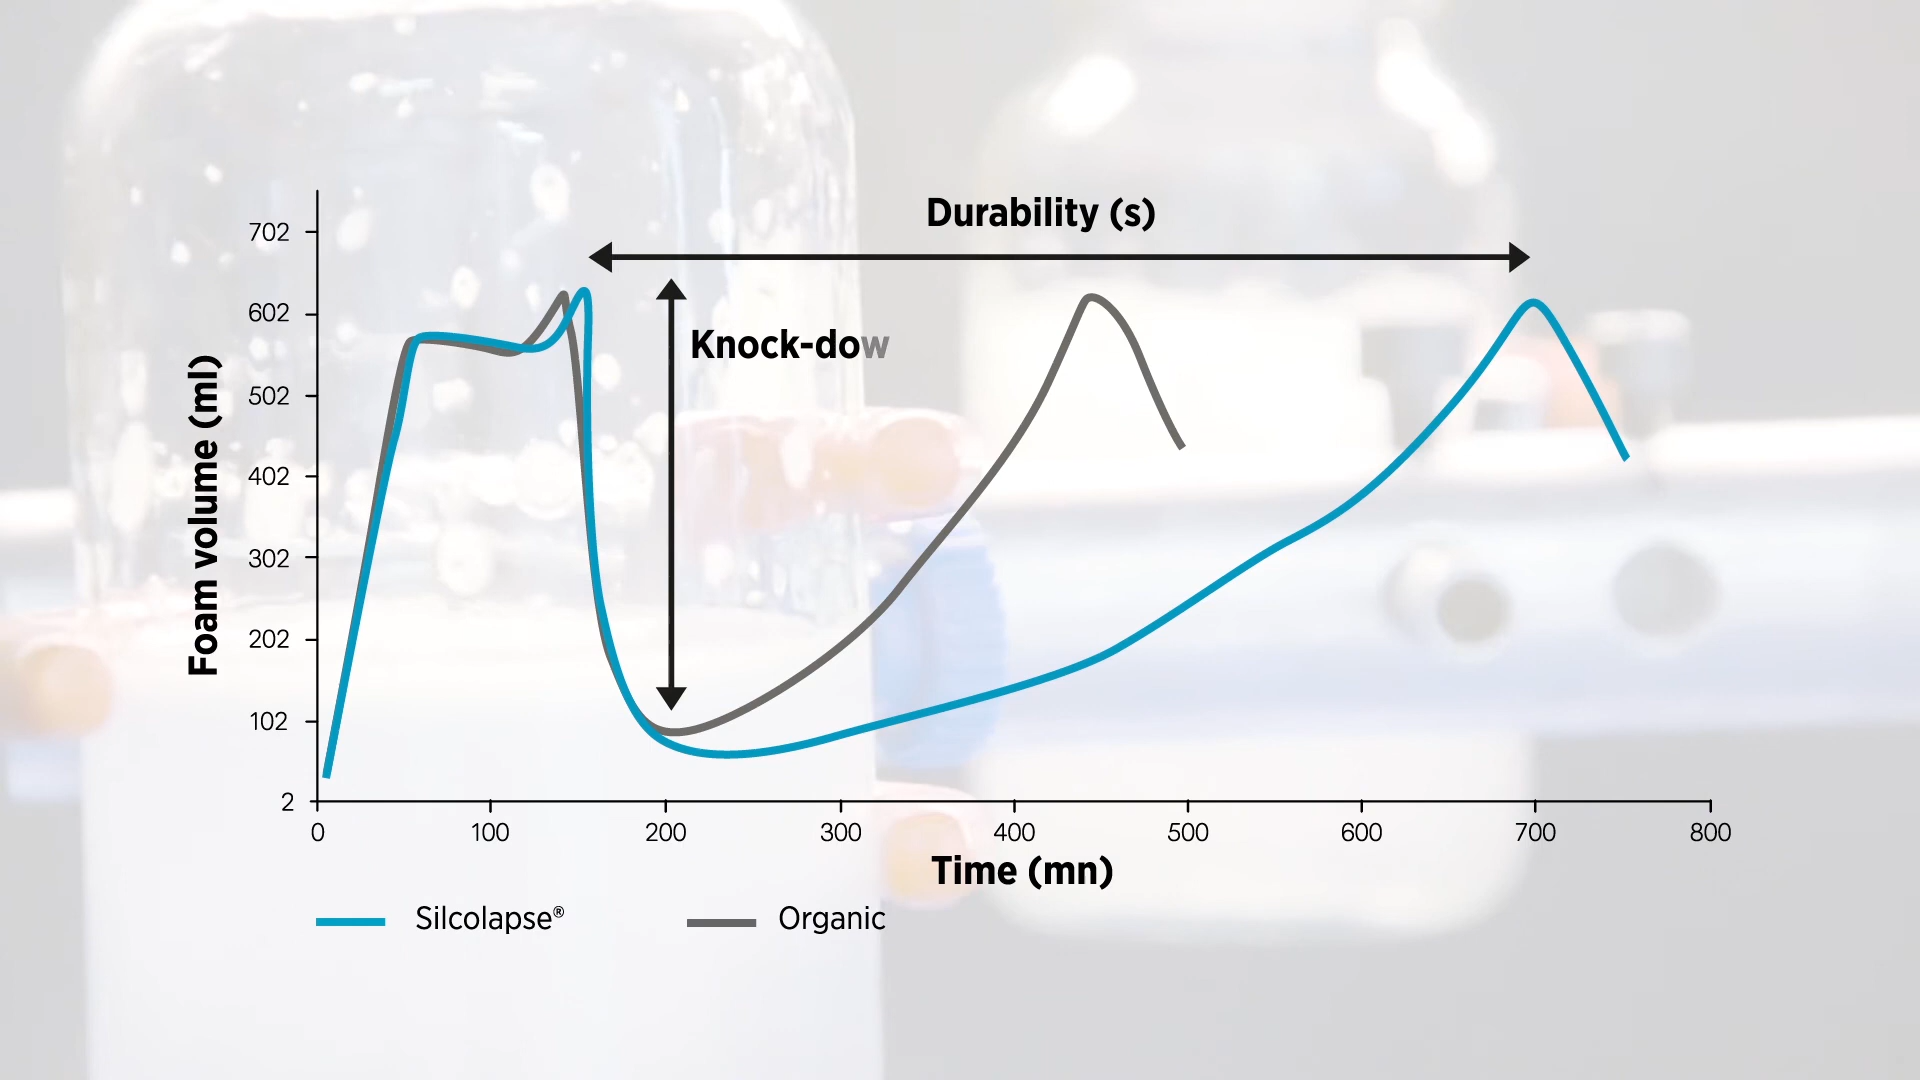 Durability (s)
Knock-dow
Foam volume (ml)
702
602
502
402
302
202
102
2
0 100 200 300 400 500 600 700 800
Time (mn)
Silcolapse® Organic